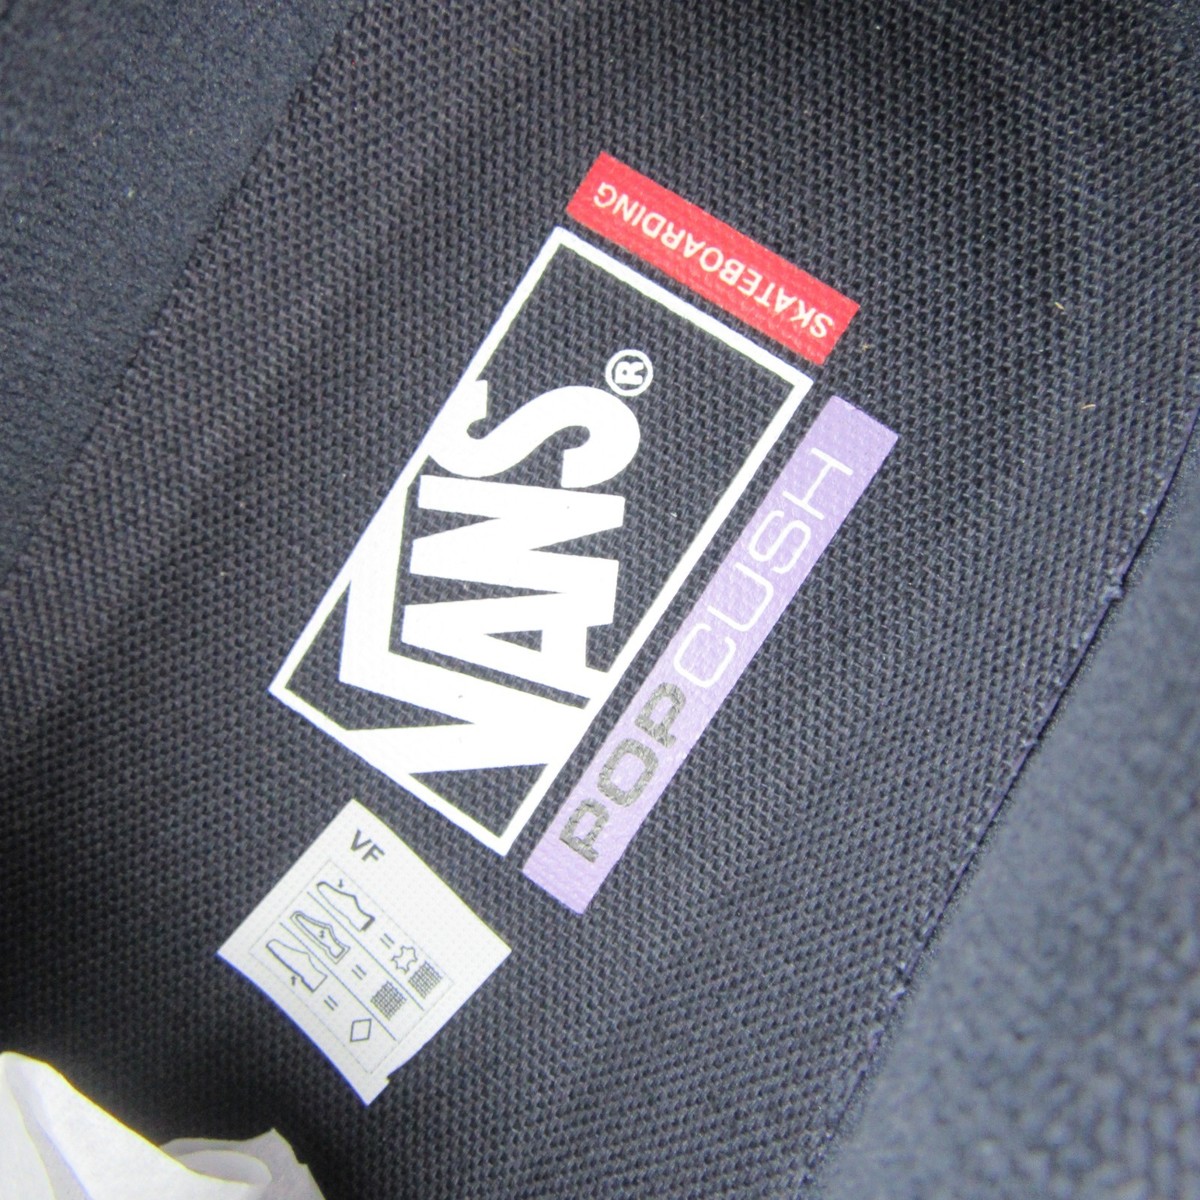 SKATEBOARDING
VANS®
POPCUSH
VF
= 
=
=